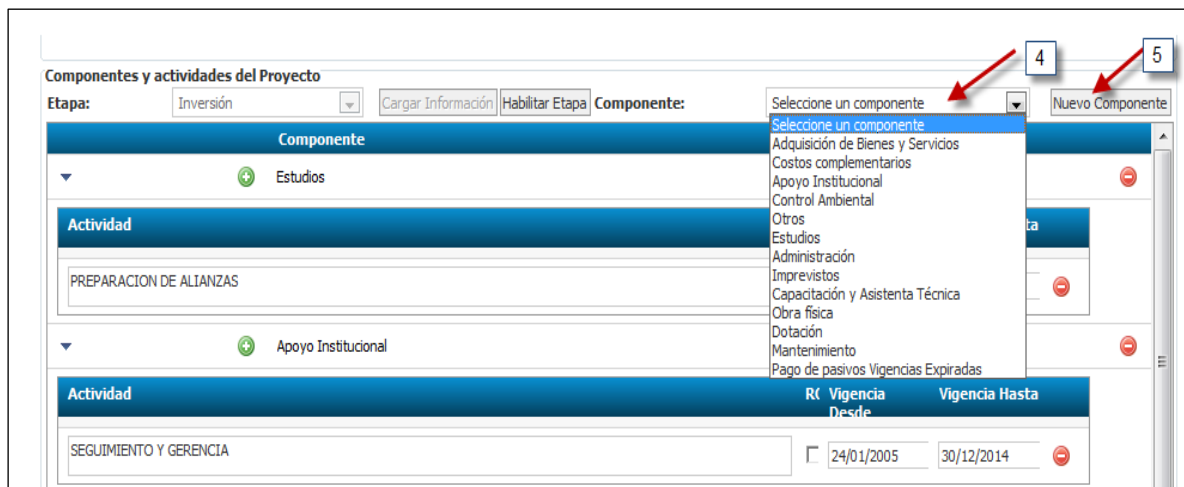 4
5
Componentes y actividades del Proyecto
Etapa: Inversión Cargar Información Habilitar Etapa Componente: Seleccione un componente Nuevo Componente
Seleccione un componente
Adquisición de Bienes y Servicios
Costos complementarios
Apoyo Institucional
Control Ambiental
Otros
Estudios
Administración
Imprevistos
Capacitación y Asistenta Técnica
Obra física
Dotación
Mantenimiento
Pago de pasivos Vigencias Expiradas
Componente
Estudios
Actividad ta
PREPARACION DE ALIANZAS
Apoyo Institucional
Actividad R( Vigencia Desde Vigencia Hasta
SEGUIMIENTO Y GERENCIA 24/01/2005 30/12/2014